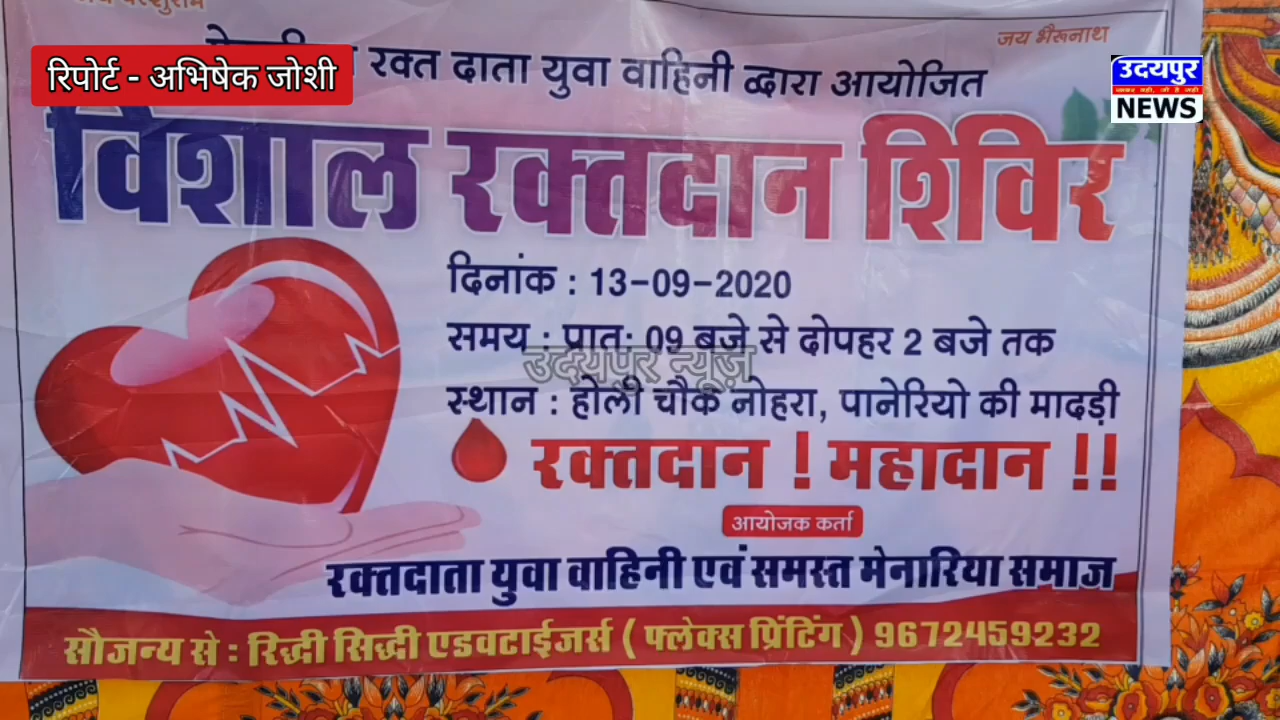 जय भैरूनाथ
रिपोर्ट - अभिषेक जोशी
रक्त दाता युवा वाहिनी द्वारा आयोजित
उदयपुर
NEWS
विशाल रक्तदान शिविर
दिनांक : 13-09-2020
समय : प्रात: 09 बजे से दोपहर 2 बजे तक
उदयपुर न्यूज़
स्थान : होली चौक नोहरा, पानेरियो की मादड़ी
रक्तदान ! महादान !!
आयोजक कर्ता
रक्तदाता युवा वाहिनी एवं समस्त मेनारिया समाज
सौजन्य से : रिद्धी सिद्धी एडवटाईजर्स ( फ्लेक्स प्रिंटिंग ) 9672459232